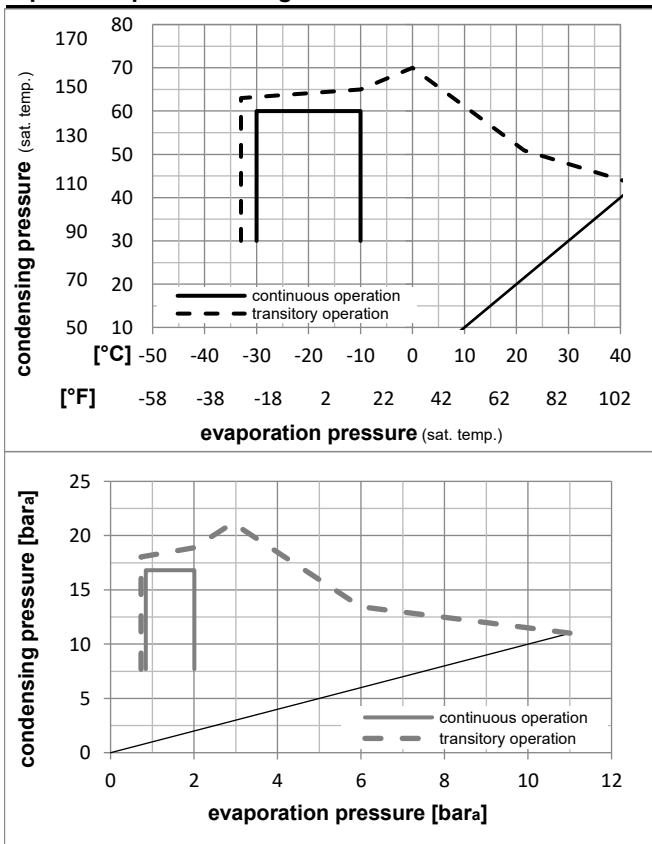 170 80
150 70
130 60
50
110 40
90 30
70 20
50 10
condensing pressure (sat. temp.)
continuous operation
transitory operation
[°C] -50 -40 -30 -20 -10 0 10 20 30 40
[°F] -58 -38 -18 2 22 42 62 82 102
evaporation pressure (sat. temp.)
25
20
15
10
5
0
condensing pressure [bara]
continuous operation
transitory operation
0 2 4 6 8 10 12
evaporation pressure [bara]